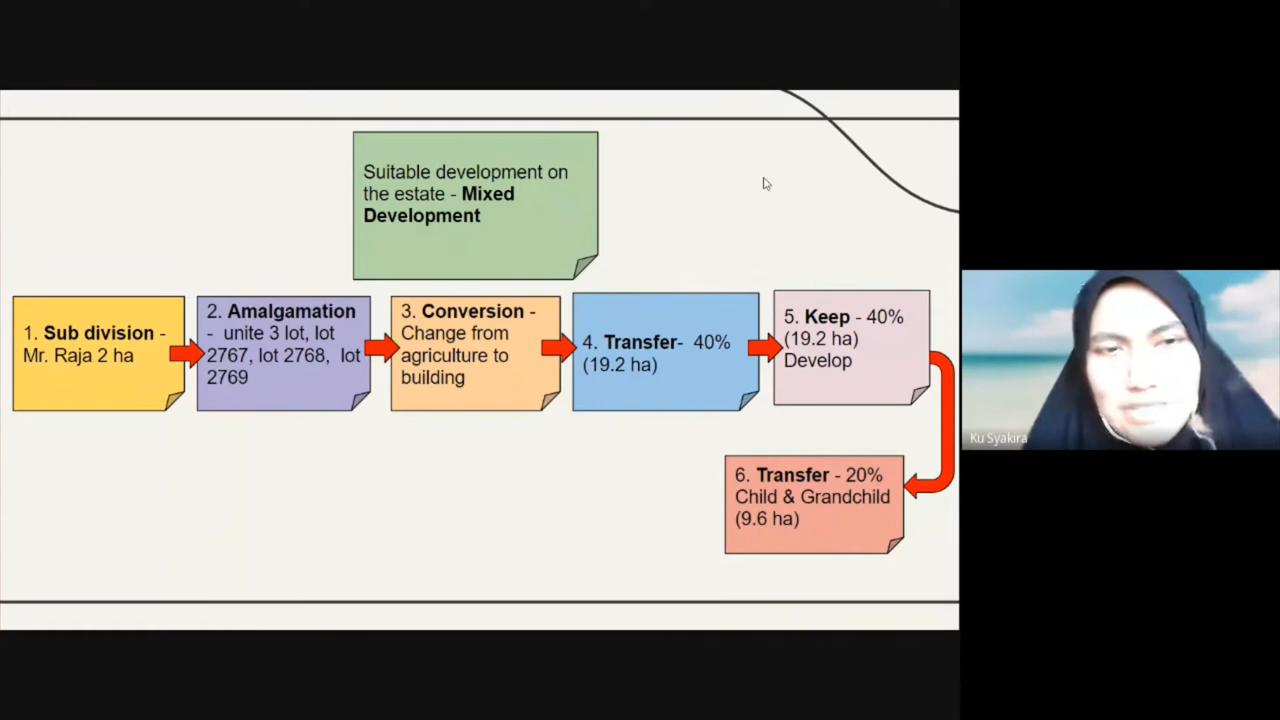 Suitable development on
the estate - Mixed
Development
1. Sub division -
Mr. Raja 2 ha
2. Amalgamation
- unite 3 lot, lot
2767, lot 2768, lot
2769
3. Conversion -
Change from
agriculture to
building
4. Transfer- 40%
(19.2 ha)
5. Keep - 40%
(19.2 ha)
Develop
6. Transfer - 20%
Child & Grandchild
(9.6 ha)
Ku Syakira